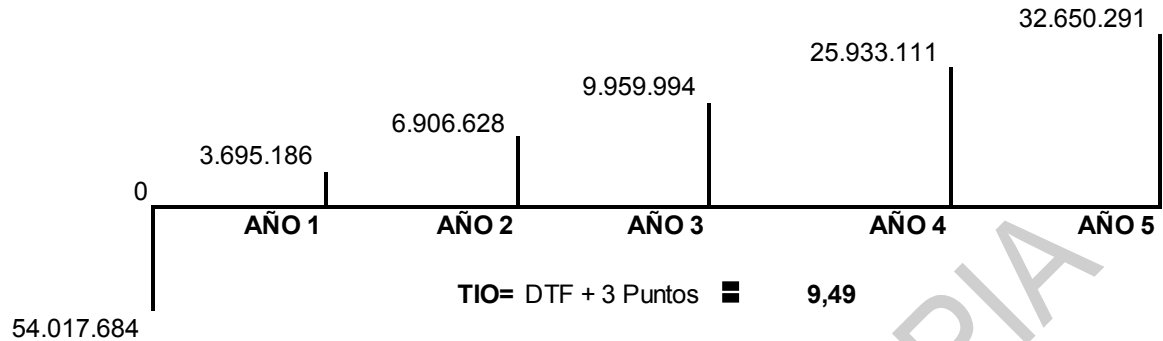 32.650.291
25.933.111
9.959.994
6.906.628
3.695.186
0
AÑO 1 AÑO 2 AÑO 3 AÑO 4 AÑO 5
TIO= DTF + 3 Puntos = 9,49
54.017.684
PIA